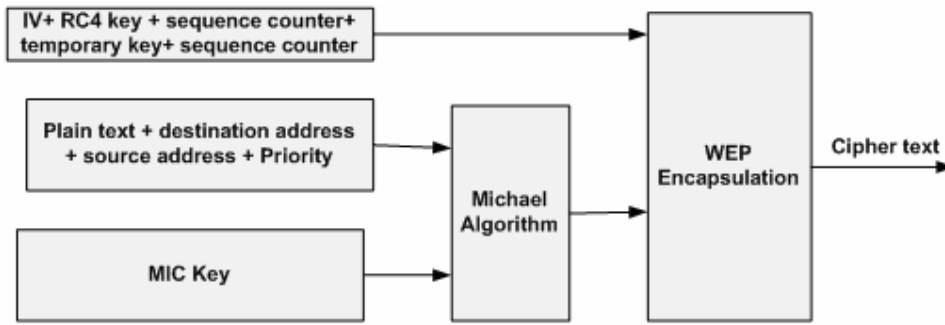 IV+ RC4 key + sequence counter+
temporary key+ sequence counter
Plain text + destination address
+ source address + Priority
MIC Key
Michael
Algorithm
WEP
Encapsulation
Cipher text